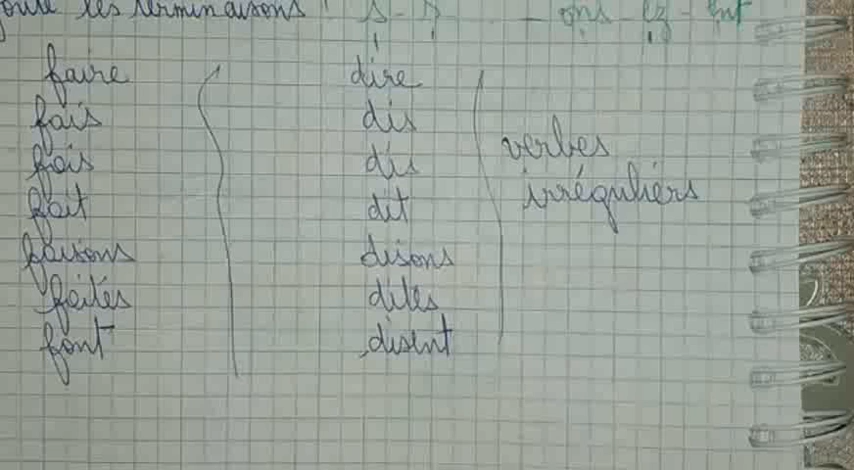 les terminaisons : s - s - ons - ez - ent
faire dire
fais dis
fais dis
fait dit
faisons disons
faites dites
font disent
verbes
irréguliérs